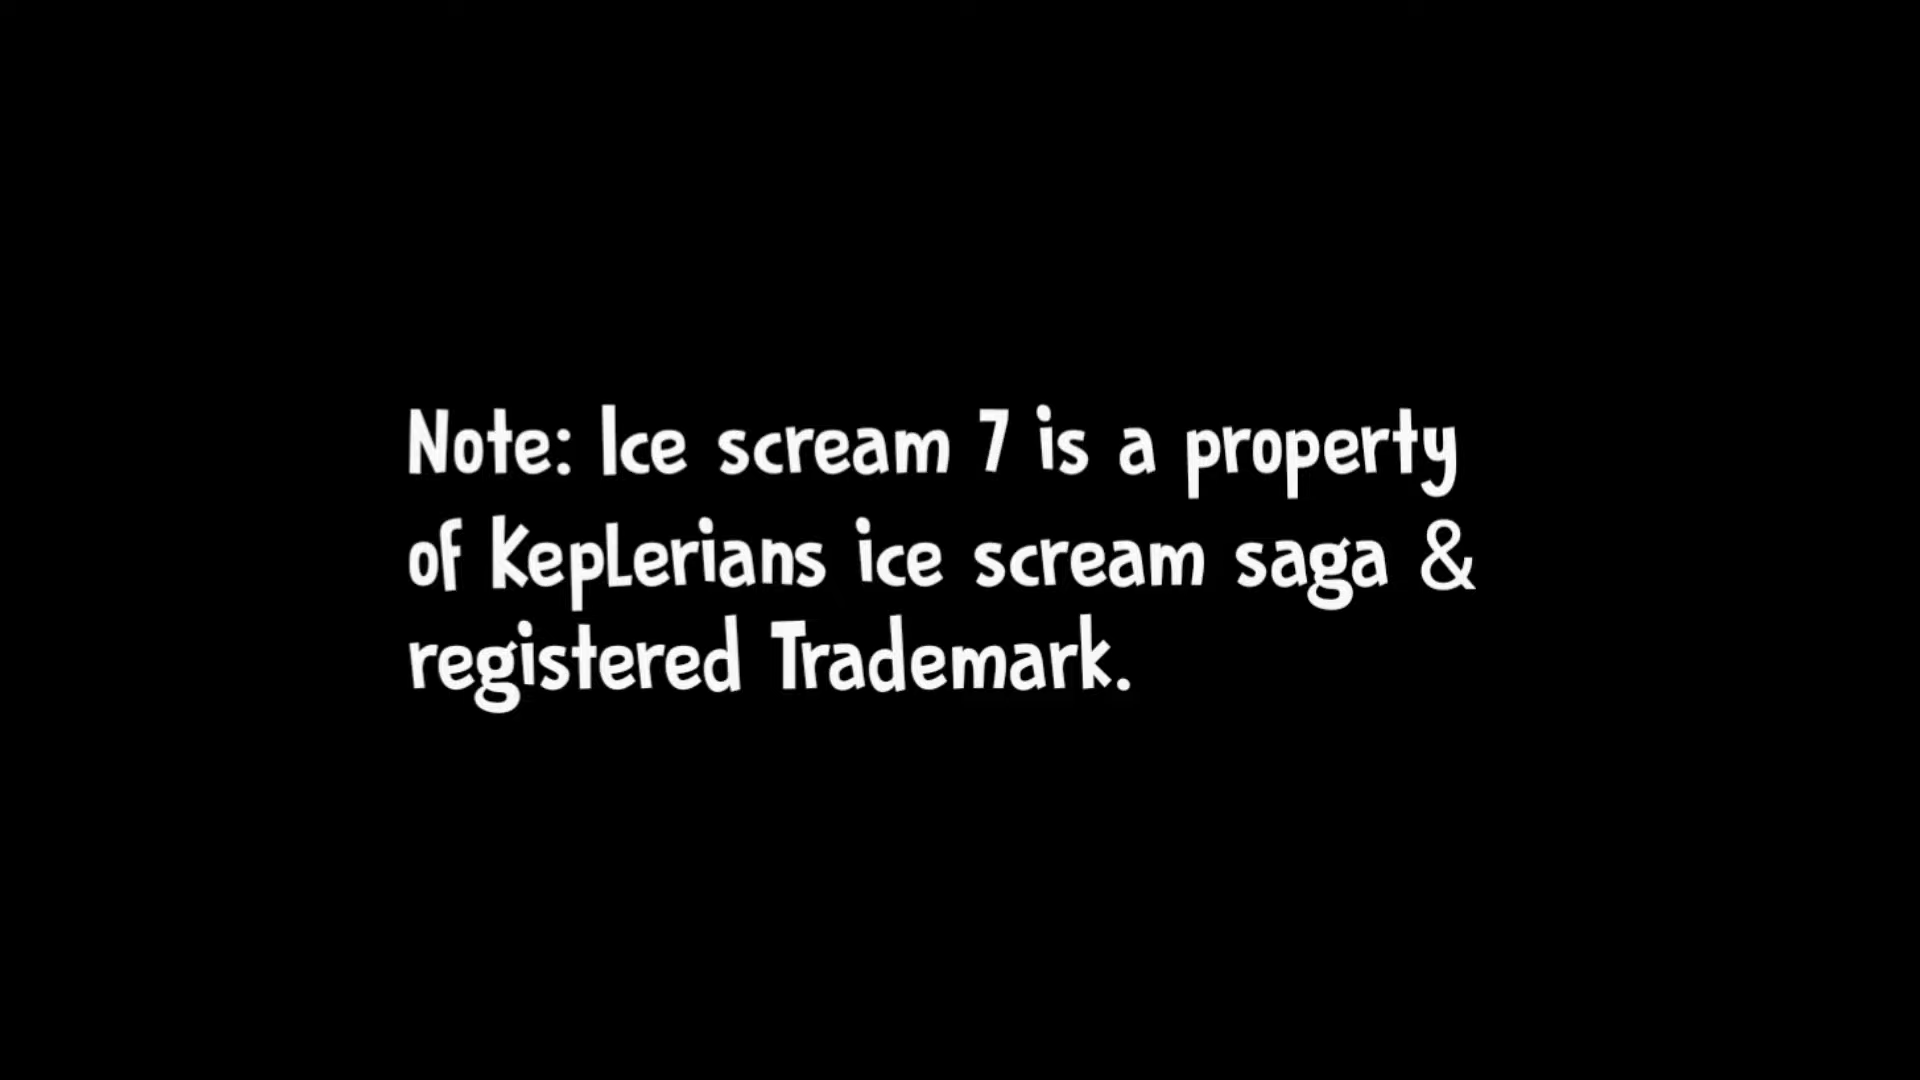 Note: Ice scream 7 is a property
of Keplerians ice scream saga &
registered Trademark.